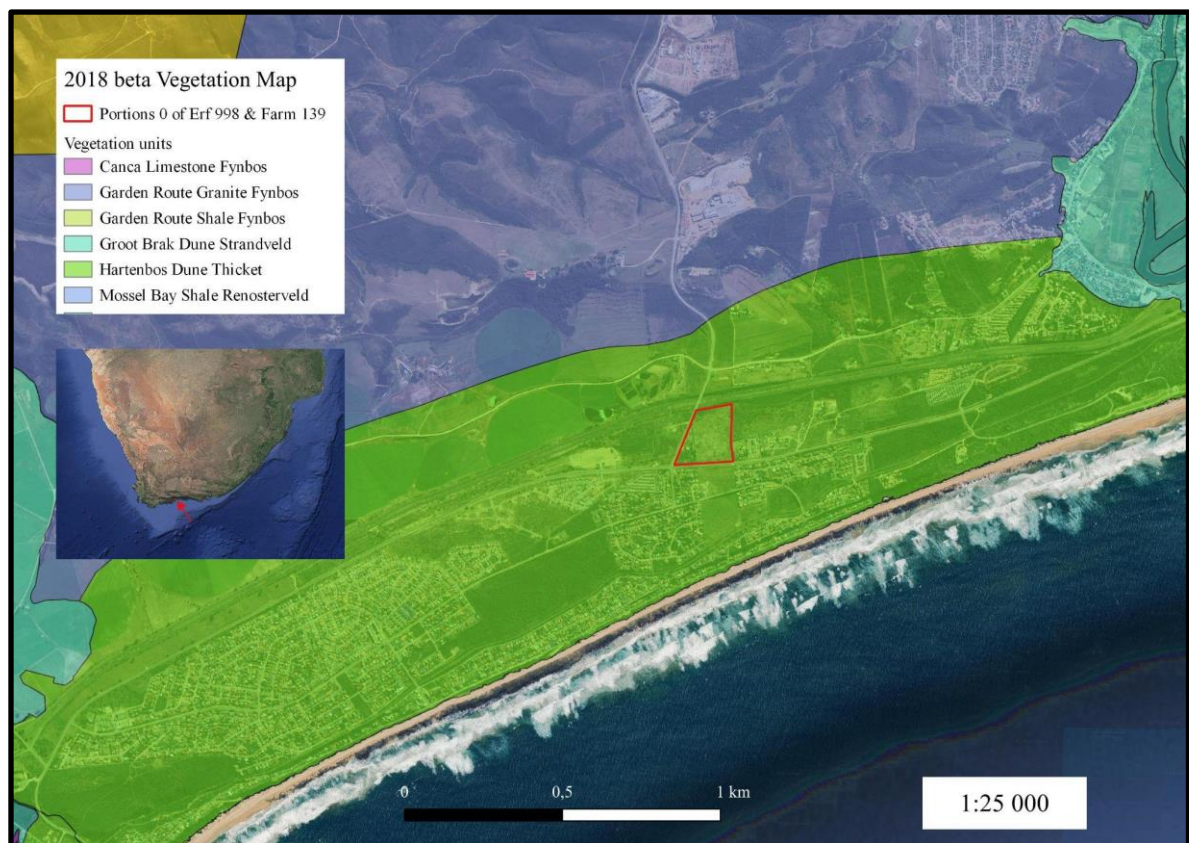 2018 beta Vegetation Map
Portions 0 of Erf 998 & Farm 139
Vegetation units
Canca Limestone Fynbos
Garden Route Granite Fynbos
Garden Route Shale Fynbos
Groot Brak Dune Strandveld
Hartenbos Dune Thicket
Mossel Bay Shale Renosterveld
0 0,5 1 km
1:25 000